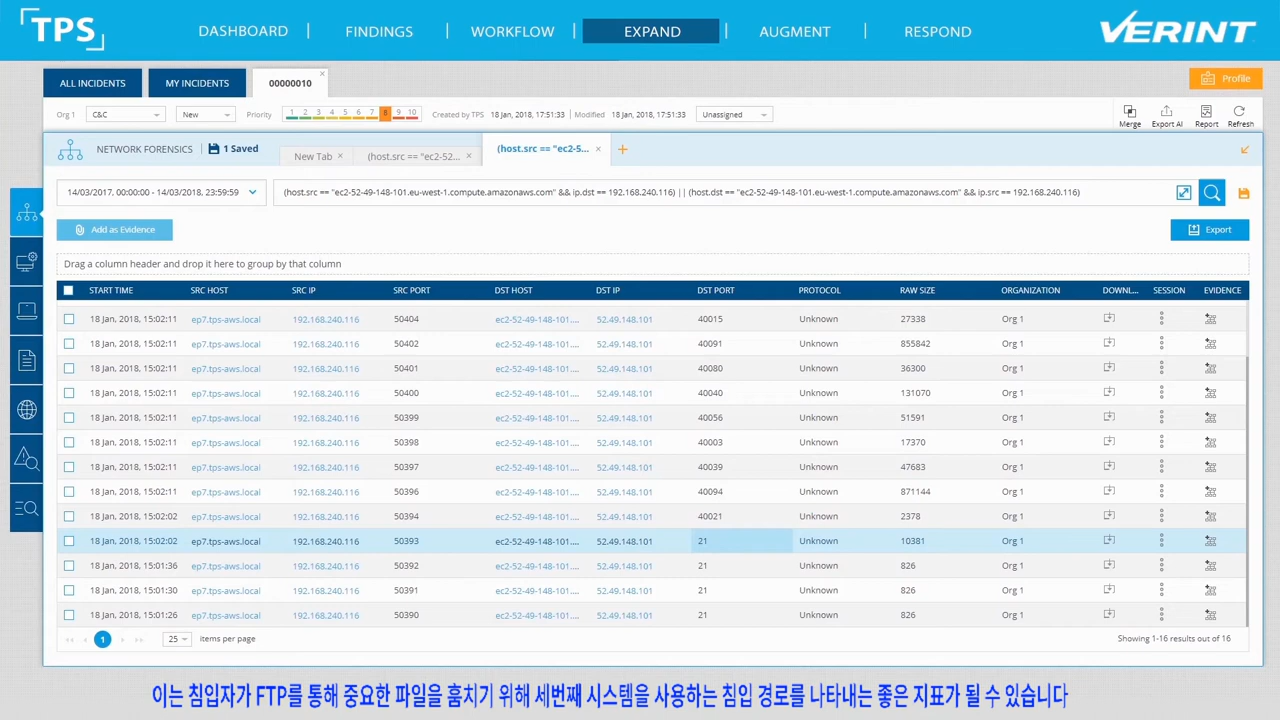 TPS
DASHBOARD
FINDINGS
WORKFLOW
EXPAND
AUGMENT
RESPOND
VERINT
ALL INCIDENTS
MY INCIDENTS
00000010
Profile
Org 1
C&C
New
Priority
1 2 3 4 5 6 7 8 9 10
Created by TPS 18 Jan, 2018, 17:51:33
Modified 18 Jan, 2018, 17:51:33
Unassigned
Merge
Export AI
Report
Refresh
NETWORK FORENSICS
1 Saved
New Tab
(host.src == "ec2-52...
(host.src == "ec2-5...
14/03/2017, 00:00:00 - 14/03/2018, 23:59:59
(host.src == "ec2-52-49-148-101.eu-west-1.compute.amazonaws.com" && ip.dst == 192.168.240.116) || (host.dst == "ec2-52-49-148-101.eu-west-1.compute.amazonaws.com" && ip.src == 192.168.240.116)
Add as Evidence
Export
Drag a column header and drop it here to group by that column
START TIME SRC HOST SRC IP SRC PORT DST HOST DST IP DST PORT PROTOCOL RAW SIZE ORGANIZATION DOWNL... SESSION EVIDENCE
18 Jan, 2018, 15:02:11 ep7.tps-aws.local 192.168.240.116 50404 ec2-52-49-148-101.... 52.49.148.101 40015 Unknown 27338 Org 1
18 Jan, 2018, 15:02:11 ep7.tps-aws.local 192.168.240.116 50402 ec2-52-49-148-101.... 52.49.148.101 40091 Unknown 855842 Org 1
18 Jan, 2018, 15:02:11 ep7.tps-aws.local 192.168.240.116 50401 ec2-52-49-148-101.... 52.49.148.101 40080 Unknown 36300 Org 1
18 Jan, 2018, 15:02:11 ep7.tps-aws.local 192.168.240.116 50400 ec2-52-49-148-101.... 52.49.148.101 40040 Unknown 131070 Org 1
18 Jan, 2018, 15:02:11 ep7.tps-aws.local 192.168.240.116 50399 ec2-52-49-148-101.... 52.49.148.101 40056 Unknown 51591 Org 1
18 Jan, 2018, 15:02:11 ep7.tps-aws.local 192.168.240.116 50398 ec2-52-49-148-101.... 52.49.148.101 40003 Unknown 17370 Org 1
18 Jan, 2018, 15:02:11 ep7.tps-aws.local 192.168.240.116 50397 ec2-52-49-148-101.... 52.49.148.101 40039 Unknown 47683 Org 1
18 Jan, 2018, 15:02:11 ep7.tps-aws.local 192.168.240.116 50396 ec2-52-49-148-101.... 52.49.148.101 40094 Unknown 871144 Org 1
18 Jan, 2018, 15:02:02 ep7.tps-aws.local 192.168.240.116 50394 ec2-52-49-148-101.... 52.49.148.101 40021 Unknown 2378 Org 1
18 Jan, 2018, 15:02:02 ep7.tps-aws.local 192.168.240.116 50393 ec2-52-49-148-101.... 52.49.148.101 21 Unknown 10381 Org 1
18 Jan, 2018, 15:01:36 ep7.tps-aws.local 192.168.240.116 50392 ec2-52-49-148-101.... 52.49.148.101 21 Unknown 826 Org 1
18 Jan, 2018, 15:01:30 ep7.tps-aws.local 192.168.240.116 50391 ec2-52-49-148-101.... 52.49.148.101 21 Unknown 826 Org 1
18 Jan, 2018, 15:01:26 ep7.tps-aws.local 192.168.240.116 50390 ec2-52-49-148-101.... 52.49.148.101 21 Unknown 826 Org 1
1
25 items per page
Showing 1-16 results out of 16
이는 침입자가 FTP를 통해 중요한 파일을 훔치기 위해 세번째 시스템을 사용하는 침입 경로를 나타내는 좋은 지표가 될 수 있습니다